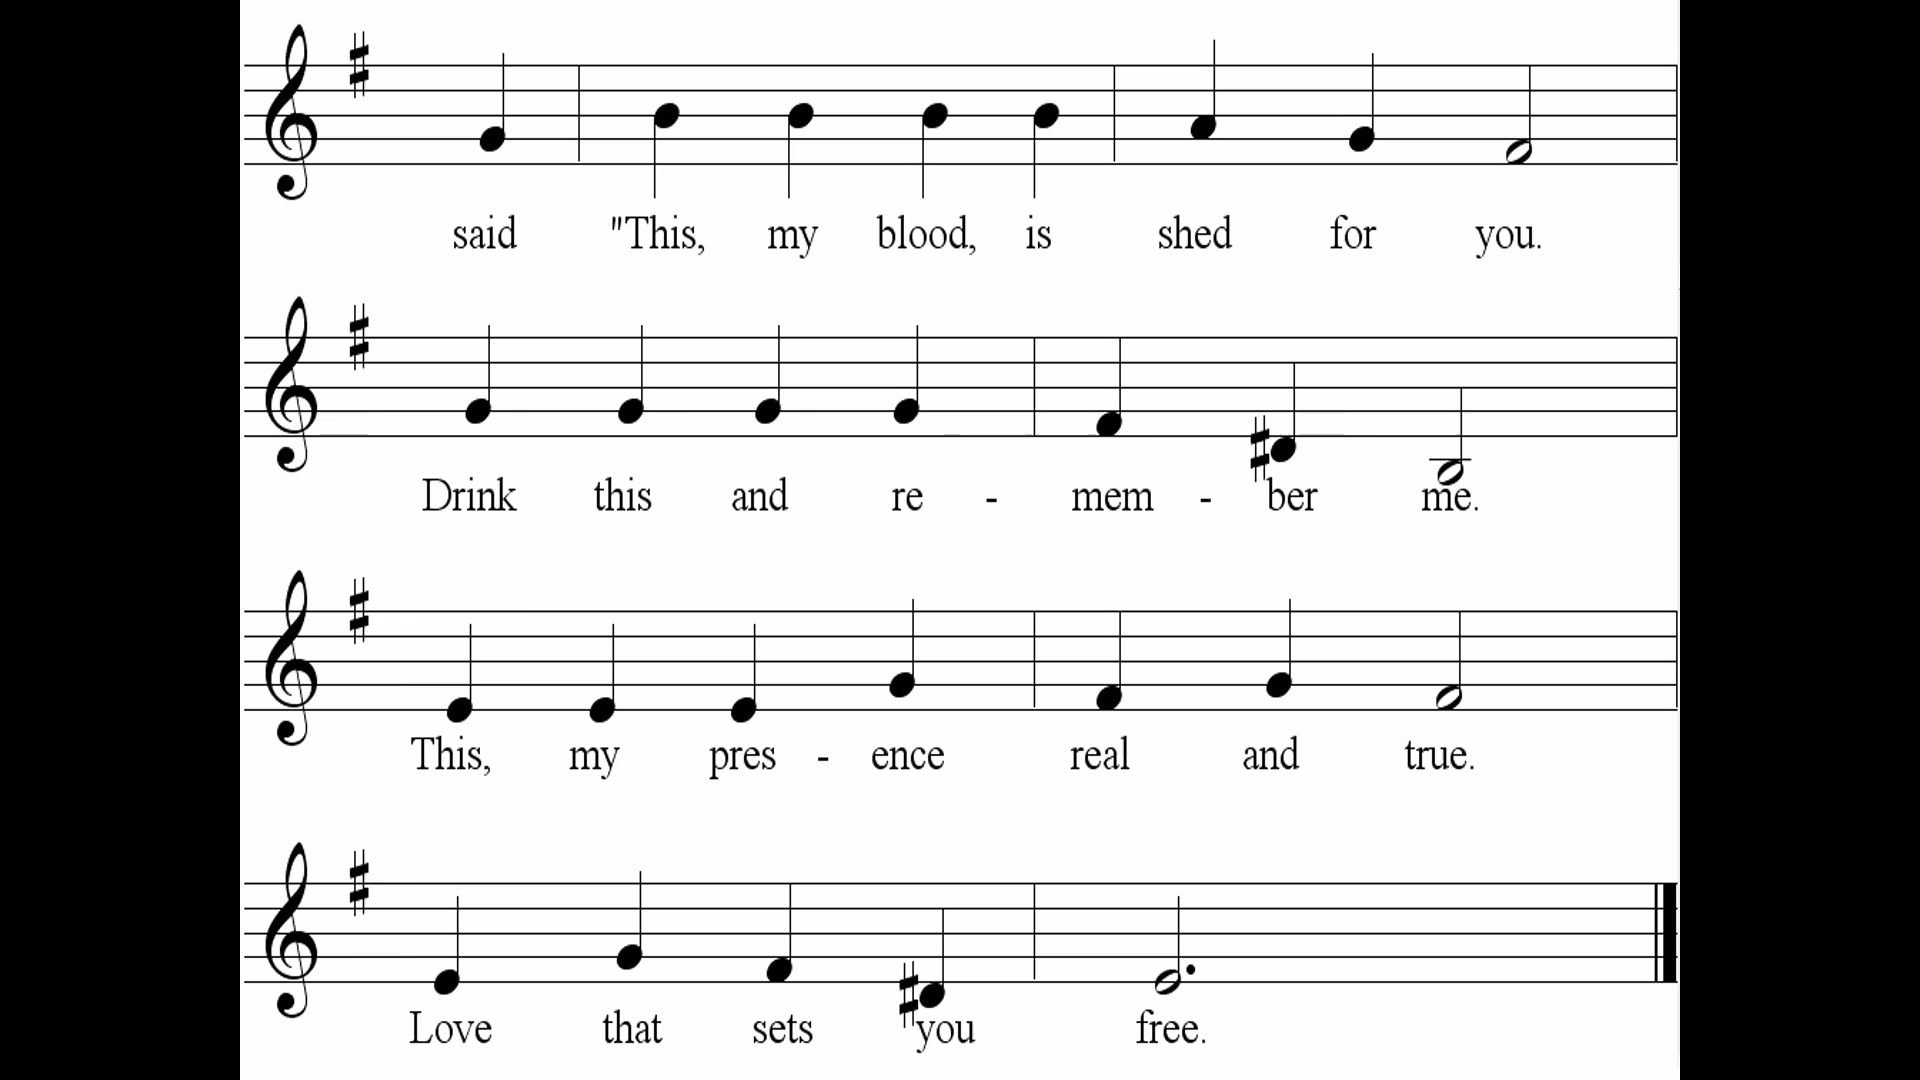 said "This, my blood, is shed for you.
Drink this and re - mem - ber me.
This, my pres - ence real and true.
Love that sets you free.